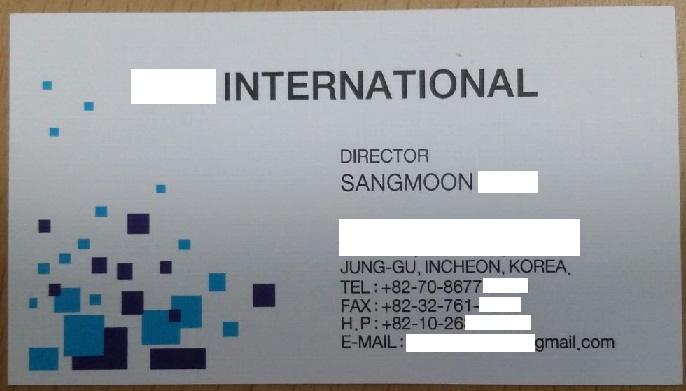 INTERNATIONAL
DIRECTOR
SANGMOON
JUNG-GU, INCHEON, KOREA.
TEL : +82-70-8677
FAX : +82-32-761-
H.P : +82-10-26
E-MAIL : gmail.com